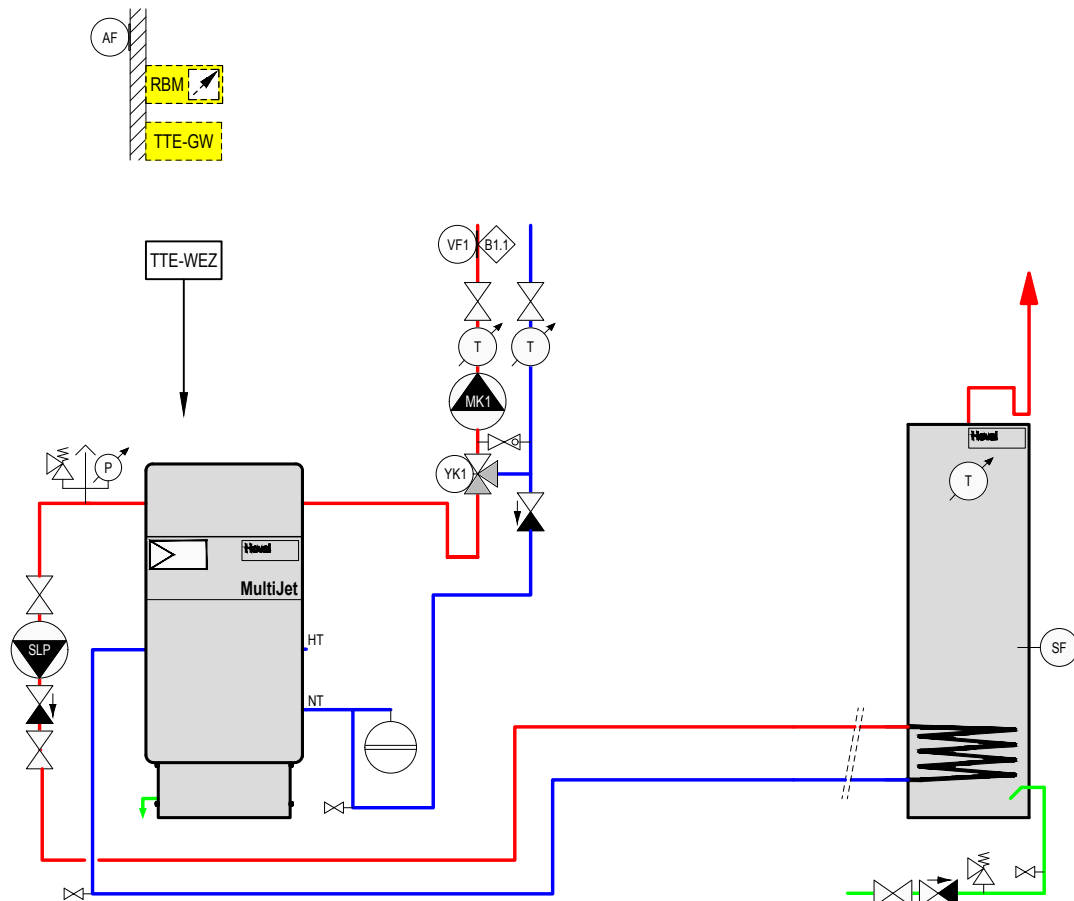 AF
RBM
TTE-GW
TTE-WEZ
VF1 B1.1
T T
MK1
YK1
P
Hoval
T
Hoval
MultiJet
HT
SLP
SF
NT